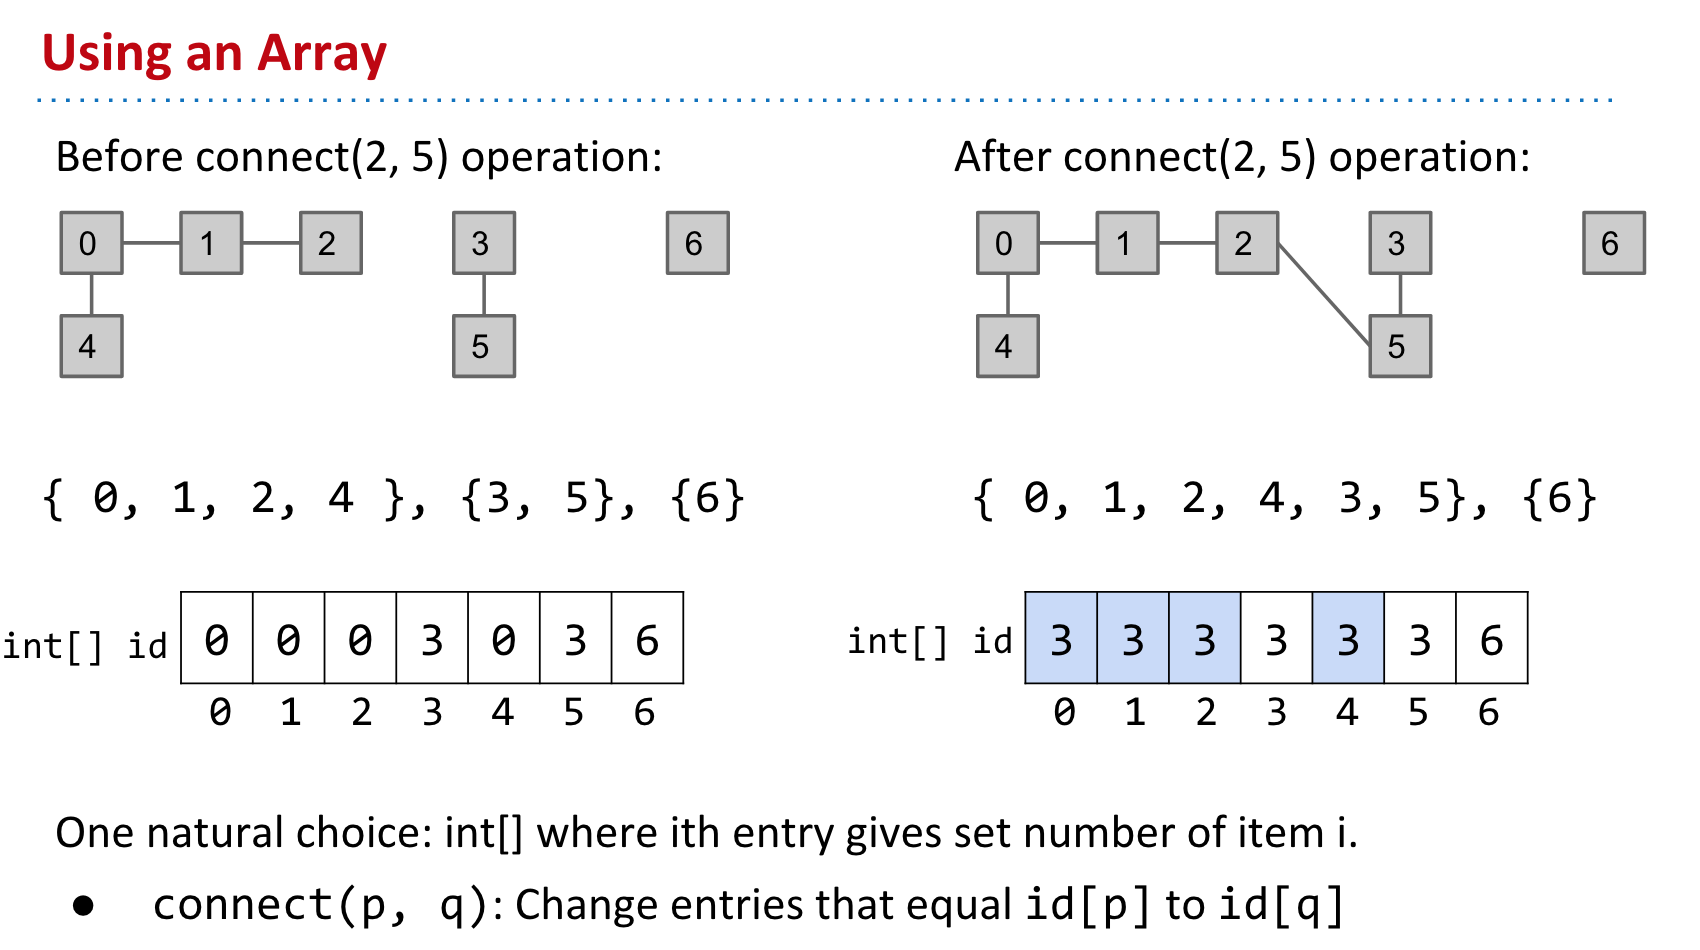 Using an Array
Before connect(2, 5) operation:
0 1 2 3 6
4 5
{ 0, 1, 2, 4 }, {3, 5}, {6}
int[] id 0 0 0 3 0 3 6
0 1 2 3 4 5 6
After connect(2, 5) operation:
0 1 2 3 6
4 5
{ 0, 1, 2, 4, 3, 5}, {6}
int[] id 3 3 3 3 3 3 6
0 1 2 3 4 5 6
One natural choice: int[] where ith entry gives set number of item i.
● connect(p, q): Change entries that equal id[p] to id[q]